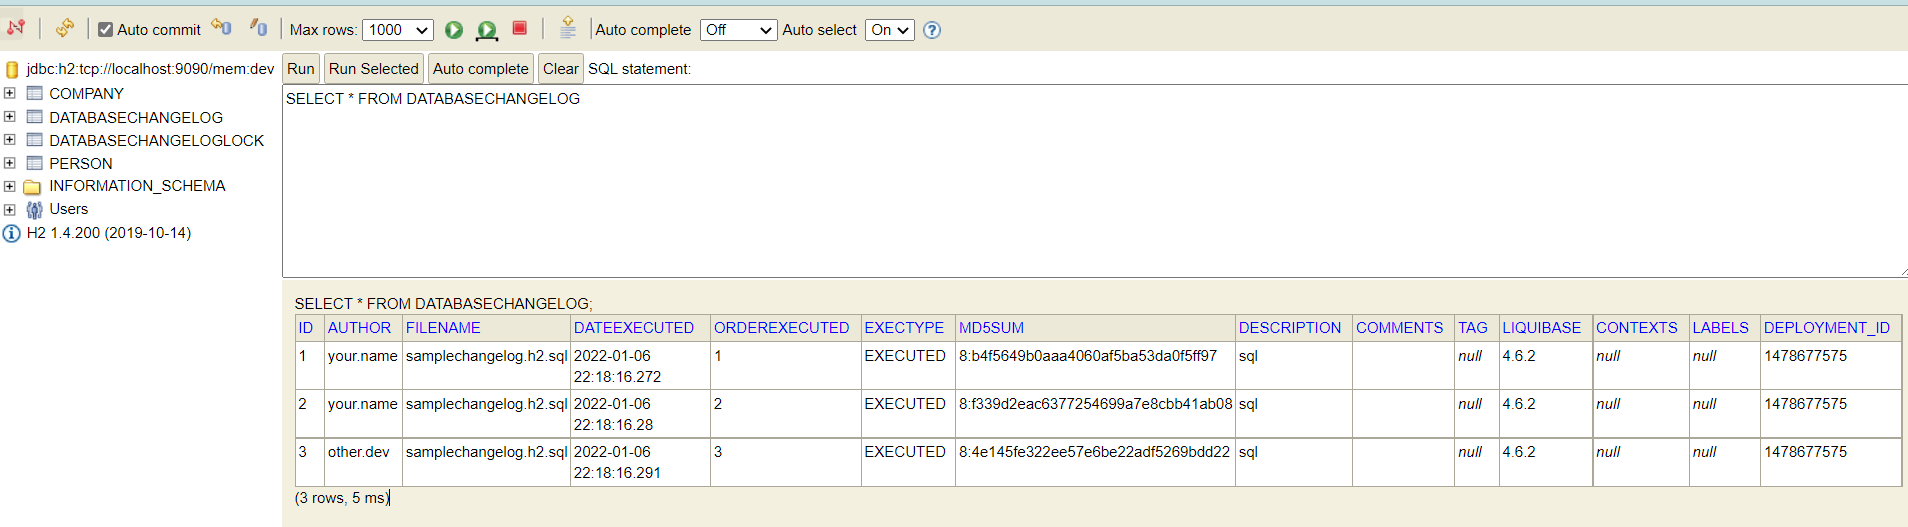 Auto commit Max rows: 1000 Auto complete Off Auto select On
jdbc:h2:tcp://localhost:9090/mem:dev
COMPANY
DATABASECHANGELOG
DATABASECHANGELOGLOCK
PERSON
INFORMATION_SCHEMA
Users
H2 1.4.200 (2019-10-14)
Run Run Selected Auto complete Clear SQL statement:
SELECT * FROM DATABASECHANGELOG
SELECT * FROM DATABASECHANGELOG;
ID AUTHOR FILENAME DATEEXECUTED ORDEREXECUTED EXECTYPE MD5SUM DESCRIPTION COMMENTS TAG LIQUIBASE CONTEXTS LABELS DEPLOYMENT_ID
1 your.name samplechangelog.h2.sql 2022-01-06 1 EXECUTED 8:b4f5649b0aaa4060af5ba53da0f5ff97 sql null 4.6.2 null null 1478677575
22:18:16.272
2 your.name samplechangelog.h2.sql 2022-01-06 2 EXECUTED 8:f339d2eac6377254699a7e8cbb41ab08 sql null 4.6.2 null null 1478677575
22:18:16.28
3 other.dev samplechangelog.h2.sql 2022-01-06 3 EXECUTED 8:4e145fe322ee57e6be22adf5269bdd22 sql null 4.6.2 null null 1478677575
22:18:16.291
(3 rows, 5 ms)